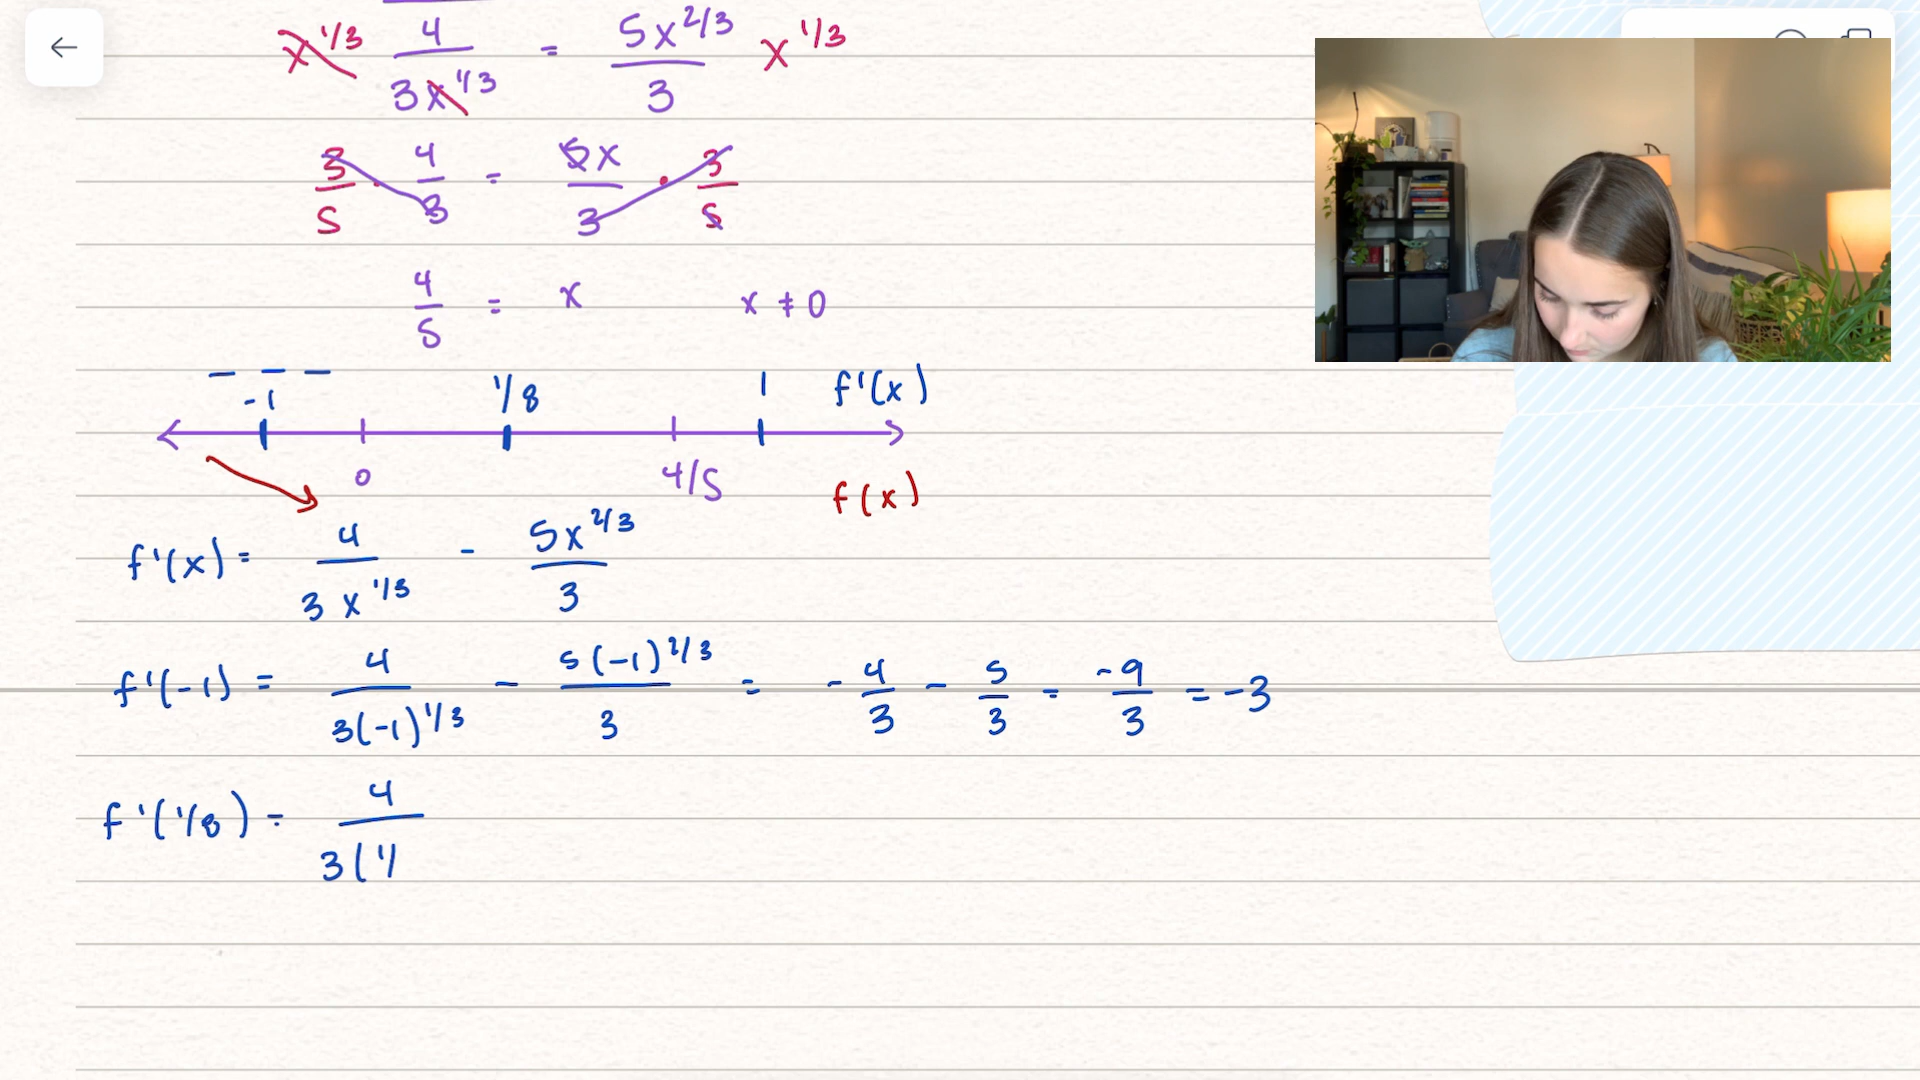 x^1/3 4/(3x^1/3) = 5x^2/3/3 x^1/3
3/5 · 4/3 = 5x/3 · 3/5
4/5 = x x ≠ 0
– – –
-1 1/8 1 f'(x)
0 4/5 f(x)
f'(x) = 4/(3x^1/3) - 5x^2/3/3
f'(-1) = 4/(3(-1)^1/3) - 5(-1)^2/3/3 = -4/3 - 5/3 = -9/3 = -3
f'(1/8) = 4/(3(1/